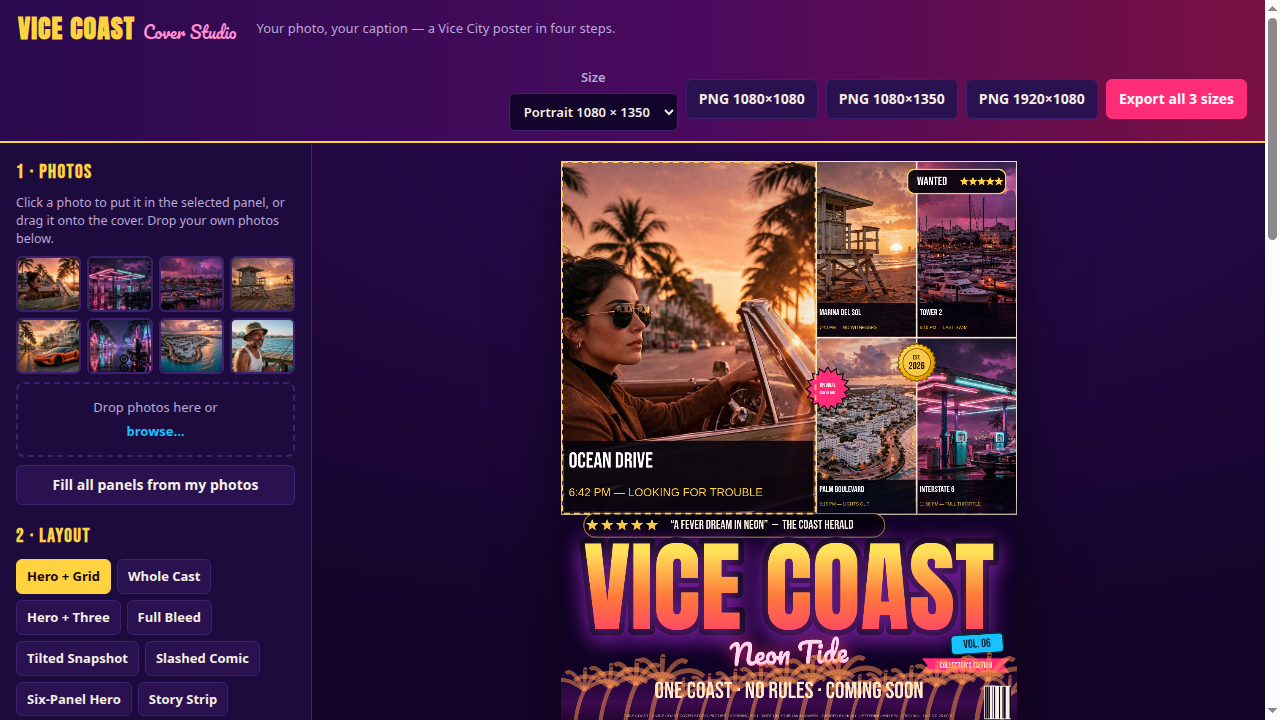 VICE COAST Cover Studio
Your photo, your caption — a Vice City poster in four steps.
Size
Portrait 1080 × 1350
PNG 1080×1080
PNG 1080×1350
PNG 1920×1080
Export all 3 sizes
1 · PHOTOS
Click a photo to put it in the selected panel, or
drag it onto the cover. Drop your own photos
below.
Drop photos here or
browse...
Fill all panels from my photos
2 · LAYOUT
Hero + Grid
Whole Cast
Hero + Three
Full Bleed
Tilted Snapshot
Slashed Comic
Six-Panel Hero
Story Strip
WANTED ★★★★★
MARINA DEL SOL
TOWER 2
EST
2026
OCEAN DRIVE
6:42 PM — LOOKING FOR TROUBLE
PALM BOULEVARD
INTERSTATE 6
★★★★★ “A FEVER DREAM IN NEON” — THE COAST HERALD
VICE COAST
Neon Tide
VOL. 06
COLLECTOR'S EDITION
ONE COAST · NO RULES · COMING SOON